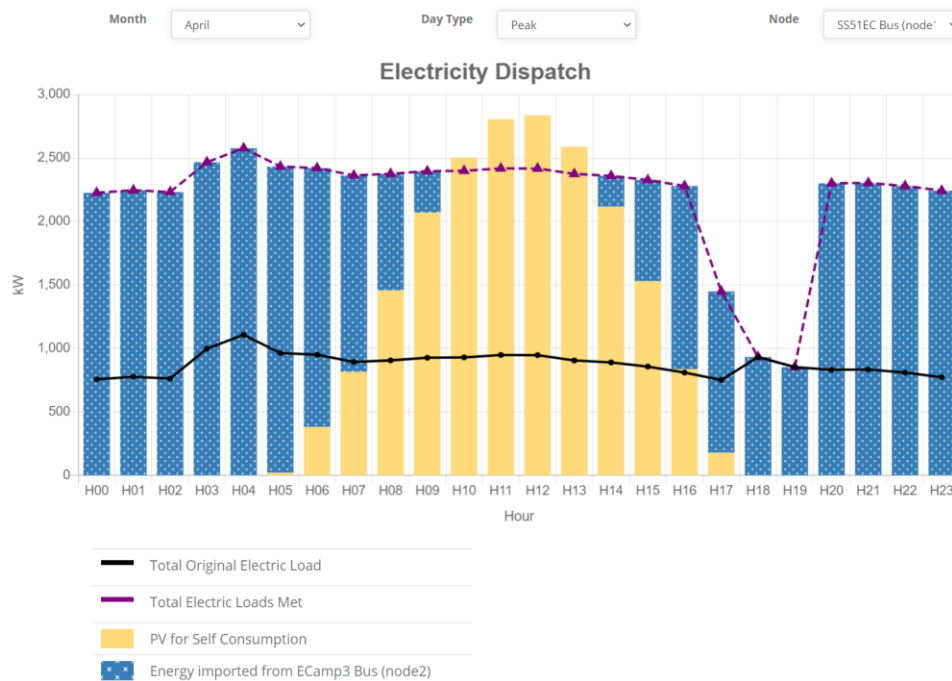 Month April Day Type Peak Node SS51EC Bus (node
Electricity Dispatch
3,000
2,500
2,000
1,500
1,000
500
0
kW
H00 H01 H02 H03 H04 H05 H06 H07 H08 H09 H10 H11 H12 H13 H14 H15 H16 H17 H18 H19 H20 H21 H22 H23
Hour
Total Original Electric Load
Total Electric Loads Met
PV for Self Consumption
Energy imported from ECamp3 Bus (node2)